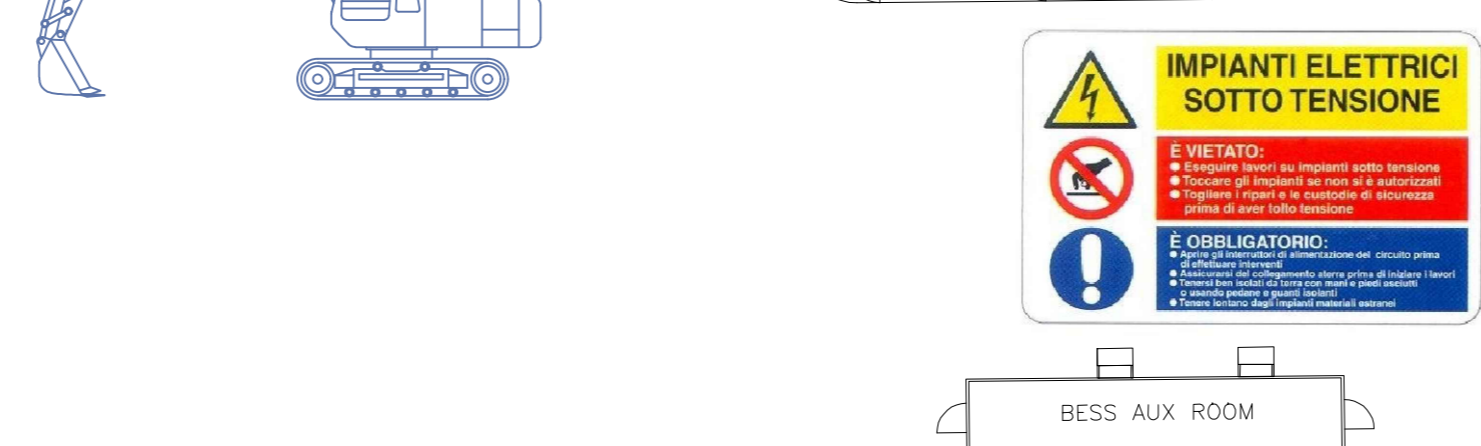 IMPIANTI ELETTRICI
SOTTO TENSIONE
È VIETATO:
● Eseguire lavori su impianti sotto tensione
● Toccare gli impianti se non si è autorizzati
● Togliere i ripari e le custodie di sicurezza
prima di aver tolto tensione
È OBBLIGATORIO:
● Aprire gli interruttori di alimentazione del circuito prima
di effettuare interventi
● Assicurarsi del collegamento aterra prima di iniziare i lavori
● Tenersi ben isolati da terra con mani e piedi asciutti
o usando pedane e guanti isolanti
● Tenere lontano dagli impianti materiali estranei
BESS AUX ROOM